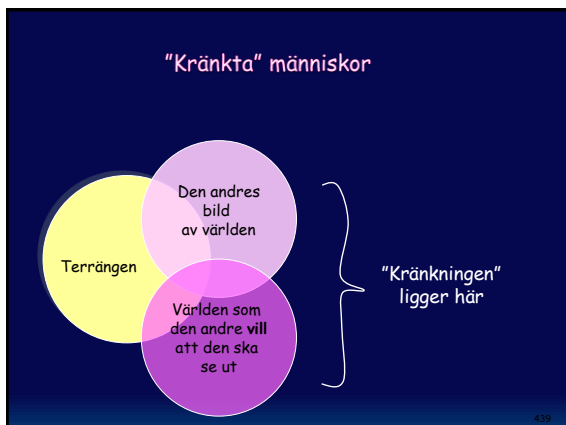 ”Kränkta” människor
Den andres
bild
av världen
Terrängen
Världen som
den andre vill
att den ska
se ut
”Kränkningen”
ligger här
439